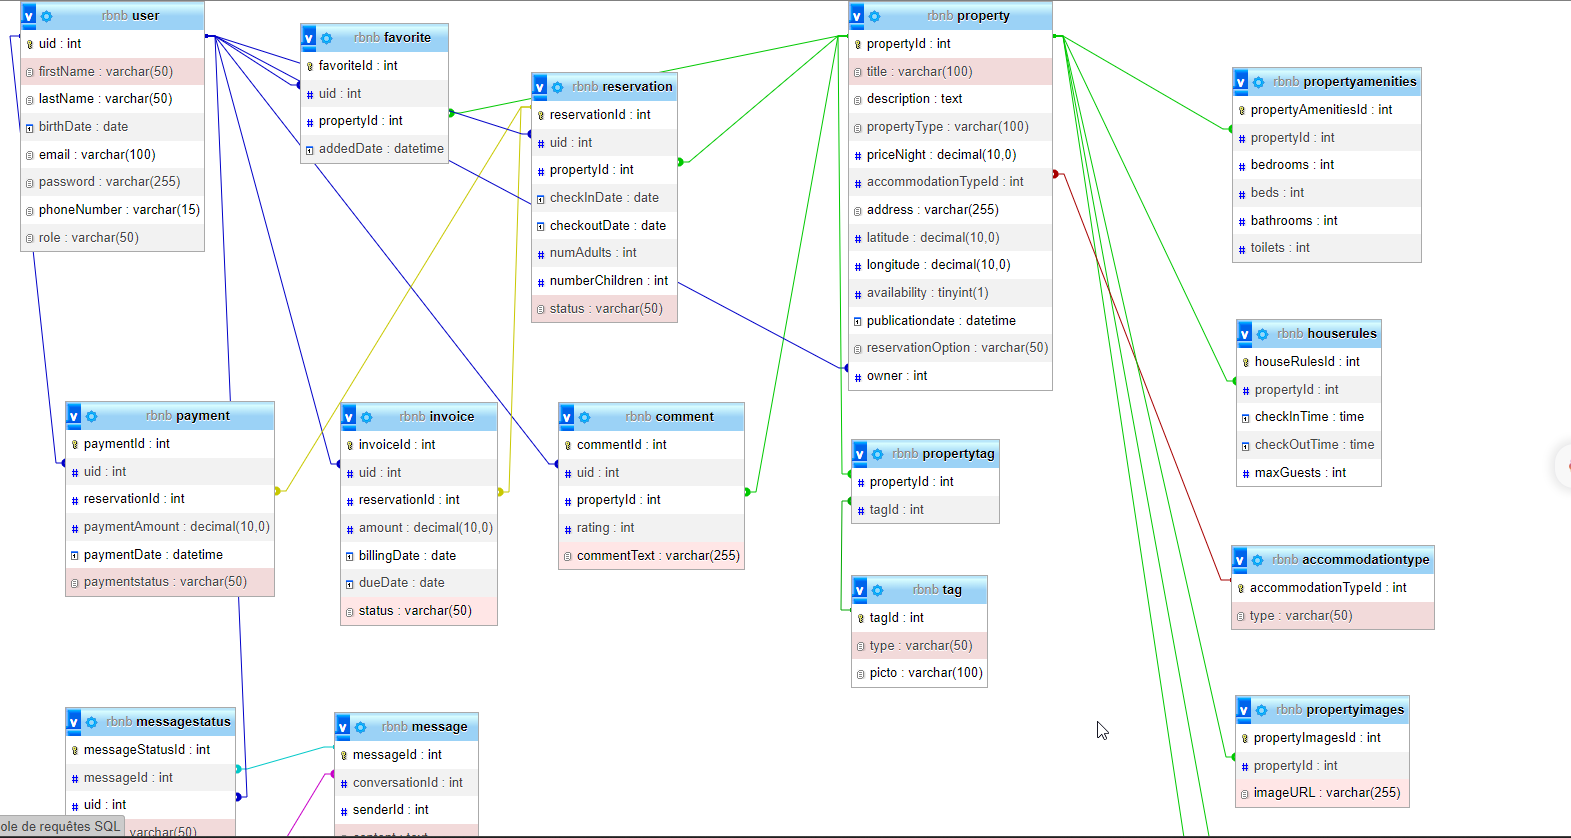 rbnb user
uid : int
firstName : varchar(50)
lastName : varchar(50)
birthDate : date
email : varchar(100)
password : varchar(255)
phoneNumber : varchar(15)
role : varchar(50)
rbnb favorite
favoriteId : int
uid : int
propertyId : int
addedDate : datetime
rbnb reservation
reservationId : int
uid : int
propertyId : int
checkInDate : date
checkoutDate : date
numAdults : int
numberChildren : int
status : varchar(50)
rbnb property
propertyId : int
title : varchar(100)
description : text
propertyType : varchar(100)
priceNight : decimal(10,0)
accommodationTypeId : int
address : varchar(255)
latitude : decimal(10,0)
longitude : decimal(10,0)
availability : tinyint(1)
publicationdate : datetime
reservationOption : varchar(50)
owner : int
rbnb propertyamenities
propertyAmenitiesId : int
propertyId : int
bedrooms : int
beds : int
bathrooms : int
toilets : int
rbnb houserules
houseRulesId : int
propertyId : int
checkInTime : time
checkOutTime : time
maxGuests : int
rbnb payment
paymentId : int
uid : int
reservationId : int
paymentAmount : decimal(10,0)
paymentDate : datetime
paymentstatus : varchar(50)
rbnb invoice
invoiceId : int
uid : int
reservationId : int
amount : decimal(10,0)
billingDate : date
dueDate : date
status : varchar(50)
rbnb comment
commentId : int
uid : int
propertyId : int
rating : int
commentText : varchar(255)
rbnb propertytag
propertyId : int
tagId : int
rbnb tag
tagId : int
type : varchar(50)
picto : varchar(100)
rbnb accommodationtype
accommodationTypeId : int
type : varchar(50)
rbnb propertyimages
propertyImagesId : int
propertyId : int
imageURL : varchar(255)
rbnb messagestatus
messageStatusId : int
messageId : int
uid : int
varchar(50)
rbnb message
messageId : int
conversationId : int
senderId : int
ole de requêtes SQL